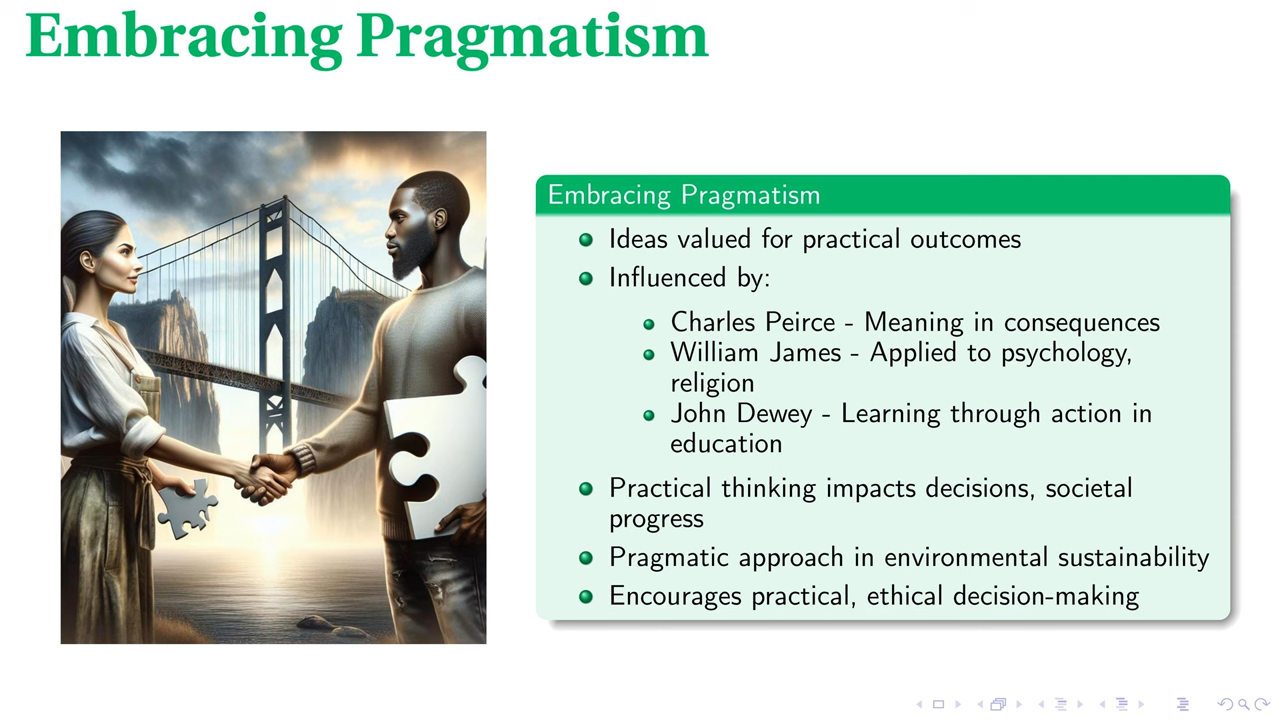 Embracing Pragmatism
Embracing Pragmatism
Ideas valued for practical outcomes
Influenced by:
Charles Peirce - Meaning in consequences
William James - Applied to psychology,
religion
John Dewey - Learning through action in
education
Practical thinking impacts decisions, societal
progress
Pragmatic approach in environmental sustainability
Encourages practical, ethical decision-making